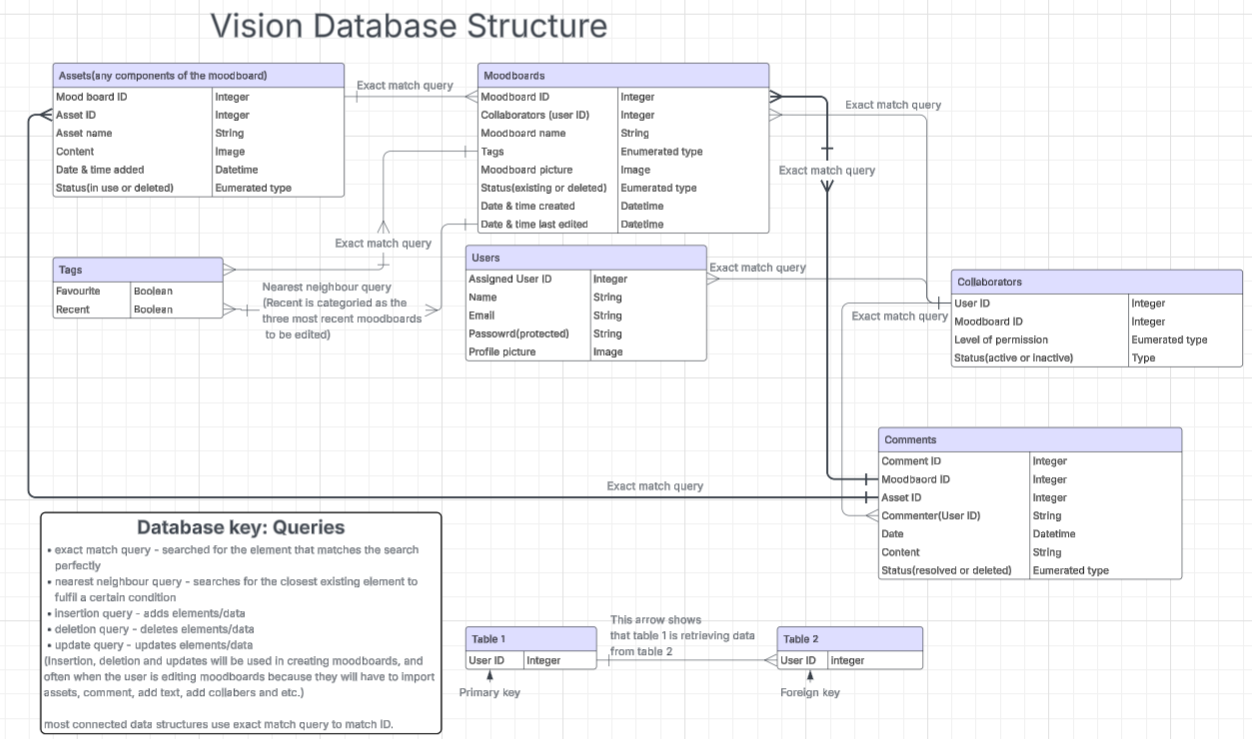 Vision Database Structure
Assets(any components of the moodboard)
Mood board ID Integer
Asset ID Integer
Asset name String
Content Image
Date & time added Datetime
Status(in use or deleted) Eumerated type
Exact match query
Moodboards
Moodboard ID Integer
Collaborators (user ID) Integer
Moodboard name String
Tags Enumerated type
Moodboard picture Image
Status(existing or deleted) Eumerated type
Date & time created Datetime
Date & time last edited Datetime
Exact match query
Exact match query
Exact match query
Tags
Favourite Boolean
Recent Boolean
Nearest neighbour query
(Recent is categoried as the
three most recent moodboards
to be edited)
Users
Assigned User ID Integer
Name String
Email String
Passowrd(protected) String
Profile picture Image
Exact match query
Exact match query
Collaborators
User ID Integer
Moodboard ID Integer
Level of permission Eumerated type
Status(active or inactive) Type
Comments
Comment ID Integer
Moodbaord ID Integer
Asset ID Integer
Commenter(User ID) String
Date Datetime
Content String
Status(resolved or deleted) Eumerated type
Exact match query
Database key: Queries
• exact match query - searched for the element that matches the search
perfectly
• nearest neighbour query - searches for the closest existing element to
fulfil a certain condition
• insertion query - adds elements/data
• deletion query - deletes elements/data
• update query - updates elements/data
(Insertion, deletion and updates will be used in creating moodboards, and
often when the user is editing moodboards because they will have to import
assets, comment, add text, add collabers and etc.)
most connected data structures use exact match query to match ID.
Table 1
User ID Integer
Primary key
This arrow shows
that table 1 is retrieving data
from table 2
Table 2
User ID Integer
Foreign key